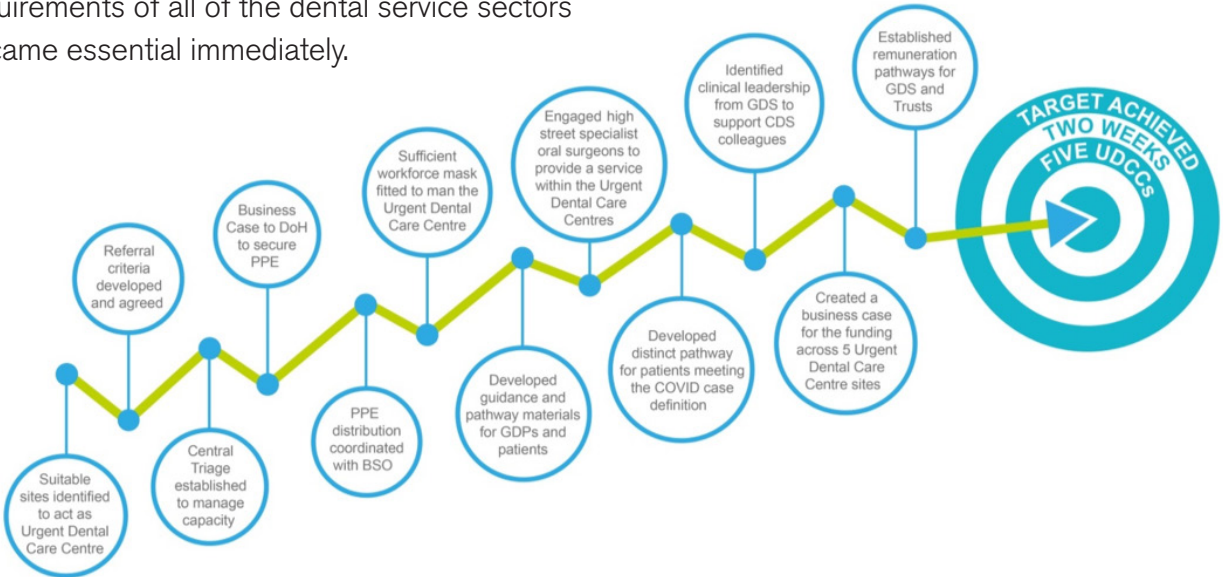 uirements of all of the dental service sectors
came essential immediately.
Suitable
sites identified
to act as
Urgent Dental
Care Centre
Referral
criteria
developed
and agreed
Central
Triage
established
to manage
capacity
Business
Case to DoH
to secure
PPE
PPE
distribution
coordinated
with BSO
Sufficient
workforce mask
fitted to man the
Urgent Dental
Care Centre
Developed
guidance and
pathway materials
for GDPs and
patients
Engaged high
street specialist
oral surgeons to
provide a service
within the Urgent
Dental Care
Centres
Developed
distinct pathway
for patients meeting
the COVID case
definition
Identified
clinical leadership
from GDS to
support CDS
colleagues
Created a
business case
for the funding
across 5 Urgent
Dental Care
Centre sites
Established
remuneration
pathways for
GDS and
Trusts
TARGET ACHIEVED
TWO WEEKS
FIVE UDCCs